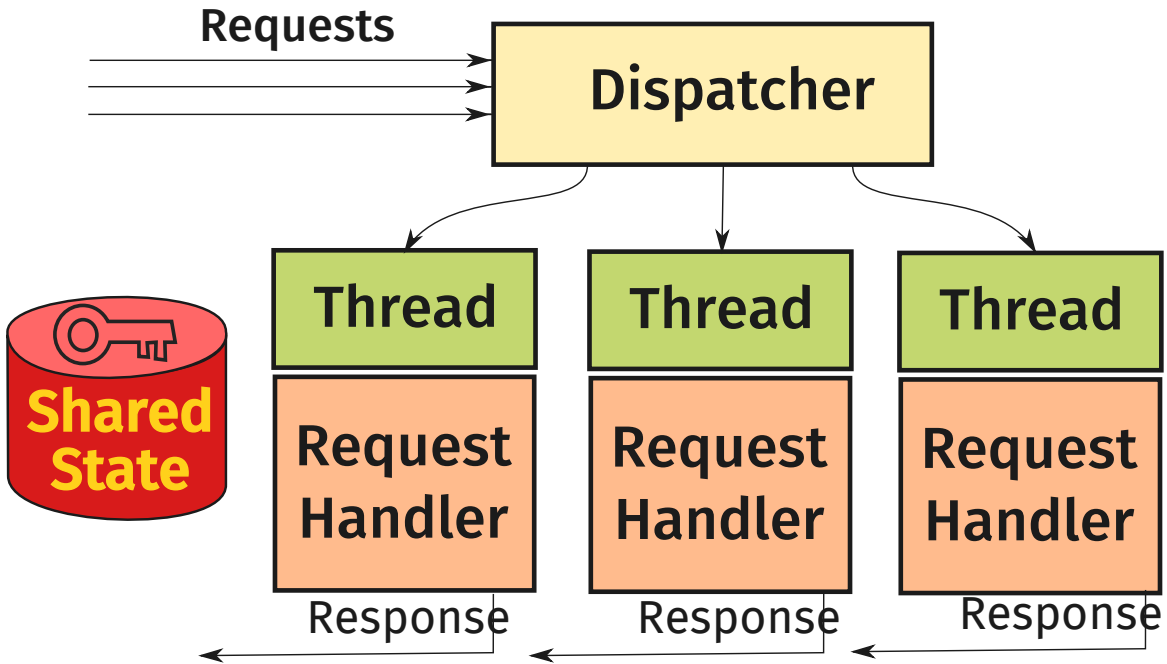 Requests
Dispatcher
Thread
Thread
Thread
Shared
State
Request
Handler
Request
Handler
Request
Handler
Response
Response
Response